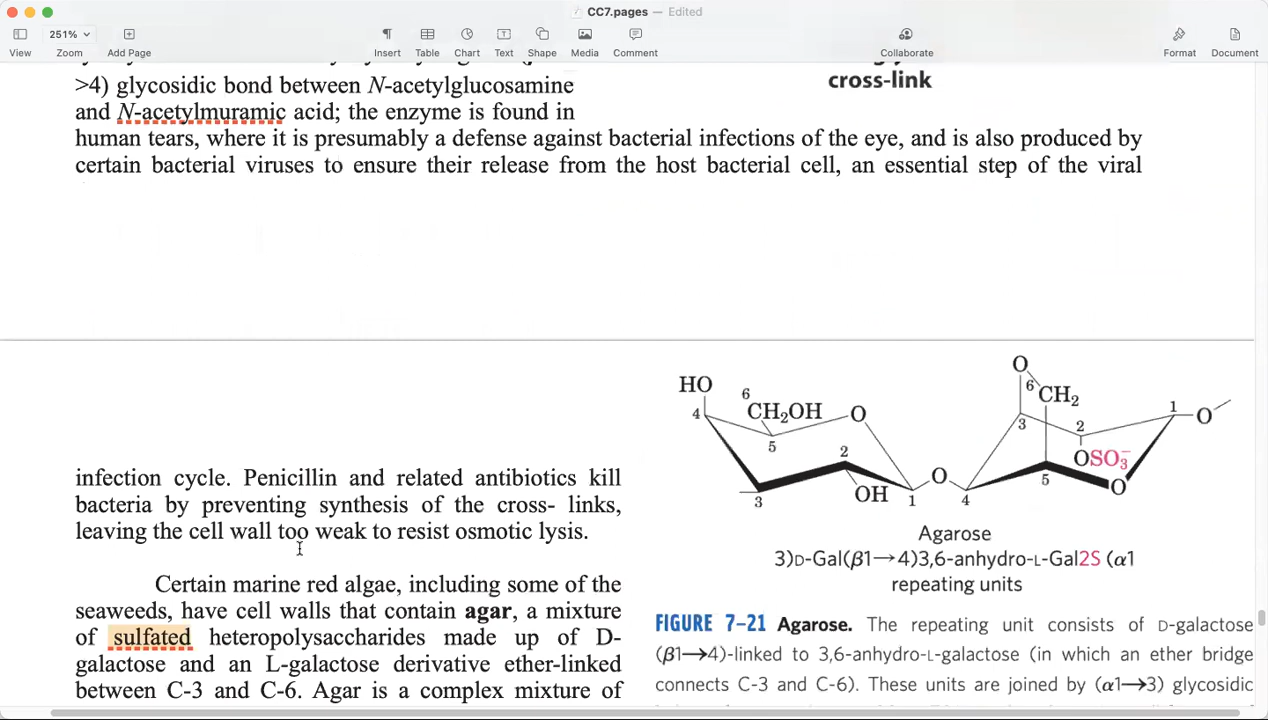 CC7.pages — Edited
251%
View Zoom Add Page Insert Table Chart Text Shape Media Comment Collaborate Format Document
>4) glycosidic bond between N-acetylglucosamine
and N-acetylmuramic acid; the enzyme is found in
human tears, where it is presumably a defense against bacterial infections of the eye, and is also produced by
certain bacterial viruses to ensure their release from the host bacterial cell, an essential step of the viral
cross-link
infection cycle. Penicillin and related antibiotics kill
bacteria by preventing synthesis of the cross- links,
leaving the cell wall too weak to resist osmotic lysis.
Certain marine red algae, including some of the
seaweeds, have cell walls that contain agar, a mixture
of sulfated heteropolysaccharides made up of D-
galactose and an L-galactose derivative ether-linked
between C-3 and C-6. Agar is a complex mixture of
HO
4
6
CH₂OH
O
5
2
3
OH
1
O
4
O
6
CH₂
3
2
OSO₃⁻
5
O
1
O
Agarose
3)D-Gal(β1→4)3,6-anhydro-L-Gal2S (α1
repeating units
FIGURE 7–21 Agarose. The repeating unit consists of D-galactose
(β1→4)-linked to 3,6-anhydro-L-galactose (in which an ether bridge
connects C-3 and C-6). These units are joined by (α1→3) glycosidic